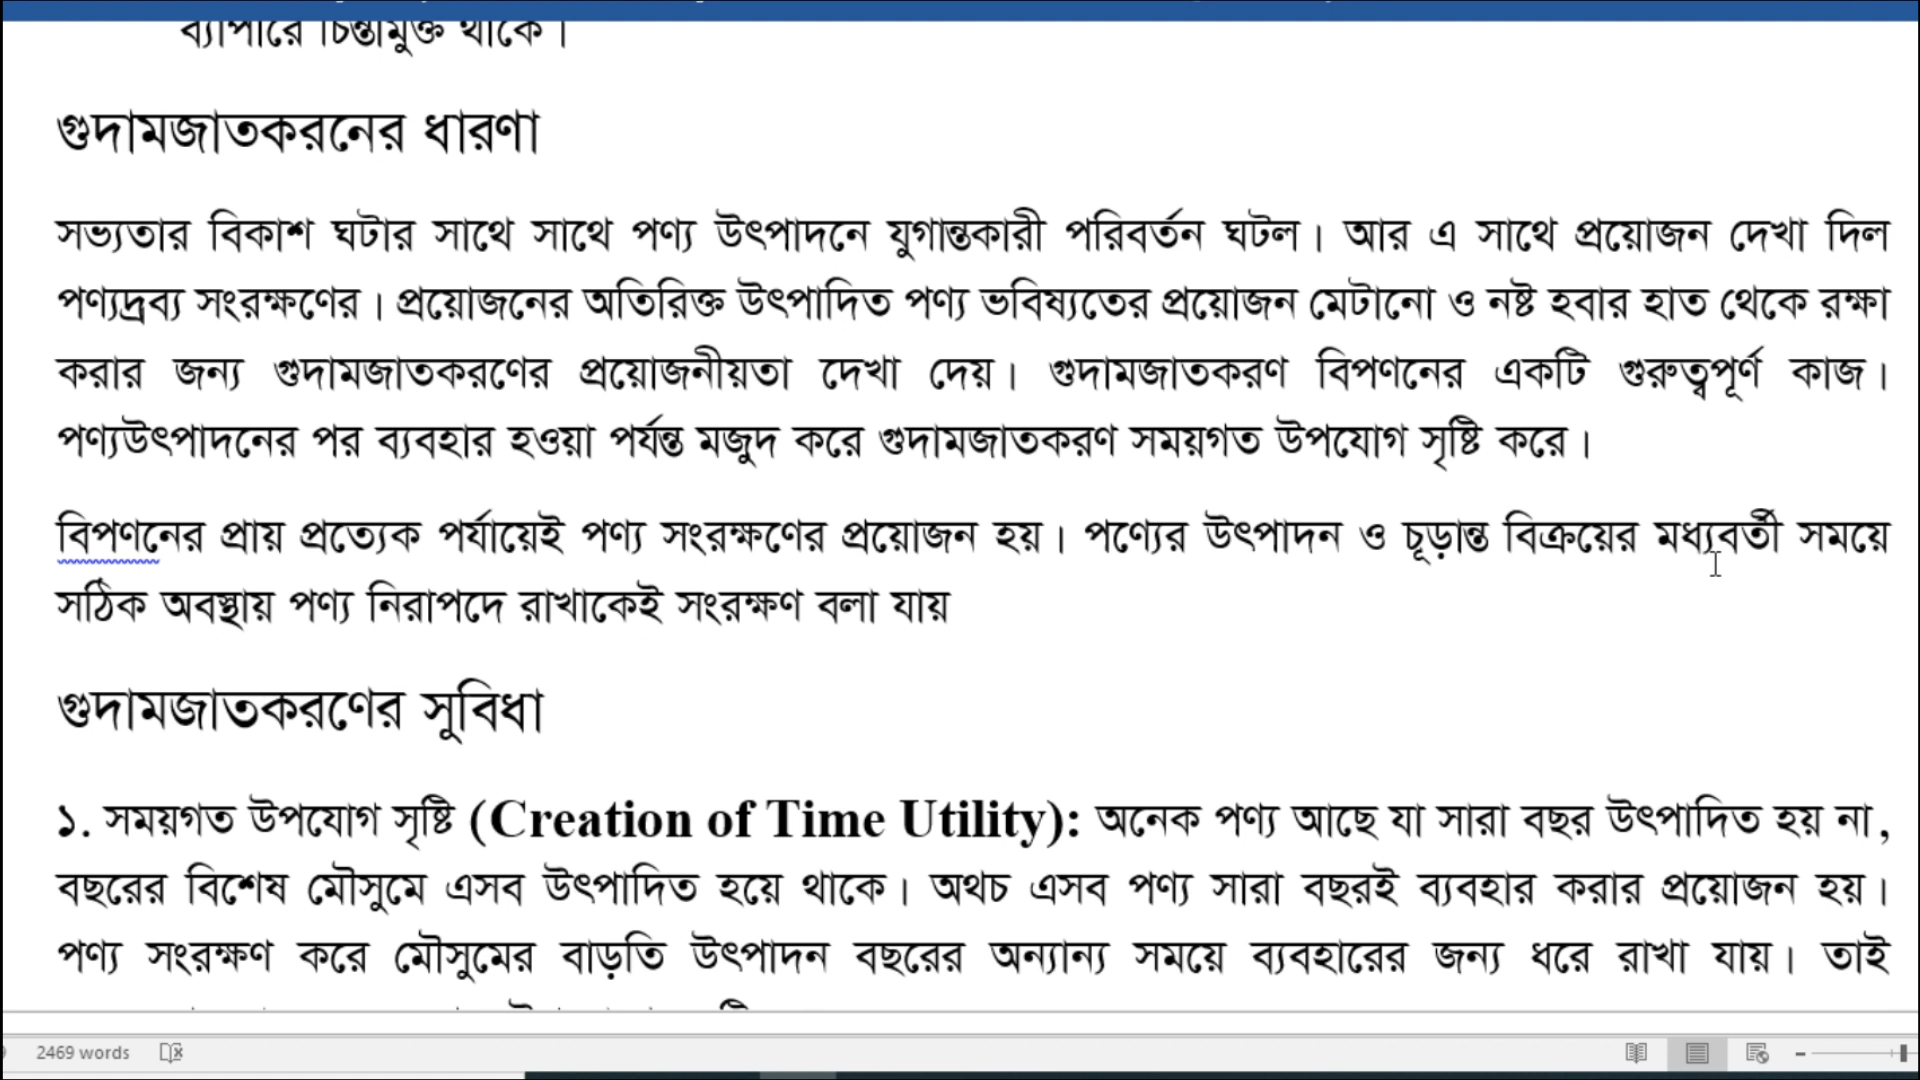 ব্যাপারে চিন্তামুক্ত থাকে।
গুদামজাতকরনের ধারণা
সভ্যতার বিকাশ ঘটার সাথে সাথে পণ্য উৎপাদনে যুগান্তকারী পরিবর্তন ঘটল। আর এ সাথে প্রয়োজন দেখা দিল
পণ্যদ্রব্য সংরক্ষণের। প্রয়োজনের অতিরিক্ত উৎপাদিত পণ্য ভবিষ্যতের প্রয়োজন মেটানো ও নষ্ট হবার হাত থেকে রক্ষা
করার জন্য গুদামজাতকরণের প্রয়োজনীয়তা দেখা দেয়। গুদামজাতকরণ বিপণনের একটি গুরুত্বপূর্ণ কাজ।
পণ্যউৎপাদনের পর ব্যবহার হওয়া পর্যন্ত মজুদ করে গুদামজাতকরণ সময়গত উপযোগ সৃষ্টি করে।
বিপণনের প্রায় প্রত্যেক পর্যায়েই পণ্য সংরক্ষণের প্রয়োজন হয়। পণ্যের উৎপাদন ও চূড়ান্ত বিক্রয়ের মধ্যবর্তী সময়ে
সঠিক অবস্থায় পণ্য নিরাপদে রাখাকেই সংরক্ষণ বলা যায়
গুদামজাতকরণের সুবিধা
১. সময়গত উপযোগ সৃষ্টি (Creation of Time Utility): অনেক পণ্য আছে যা সারা বছর উৎপাদিত হয় না,
বছরের বিশেষ মৌসুমে এসব উৎপাদিত হয়ে থাকে। অথচ এসব পণ্য সারা বছরই ব্যবহার করার প্রয়োজন হয়।
পণ্য সংরক্ষণ করে মৌসুমের বাড়তি উৎপাদন বছরের অন্যান্য সময়ে ব্যবহারের জন্য ধরে রাখা যায়। তাই
2469 words